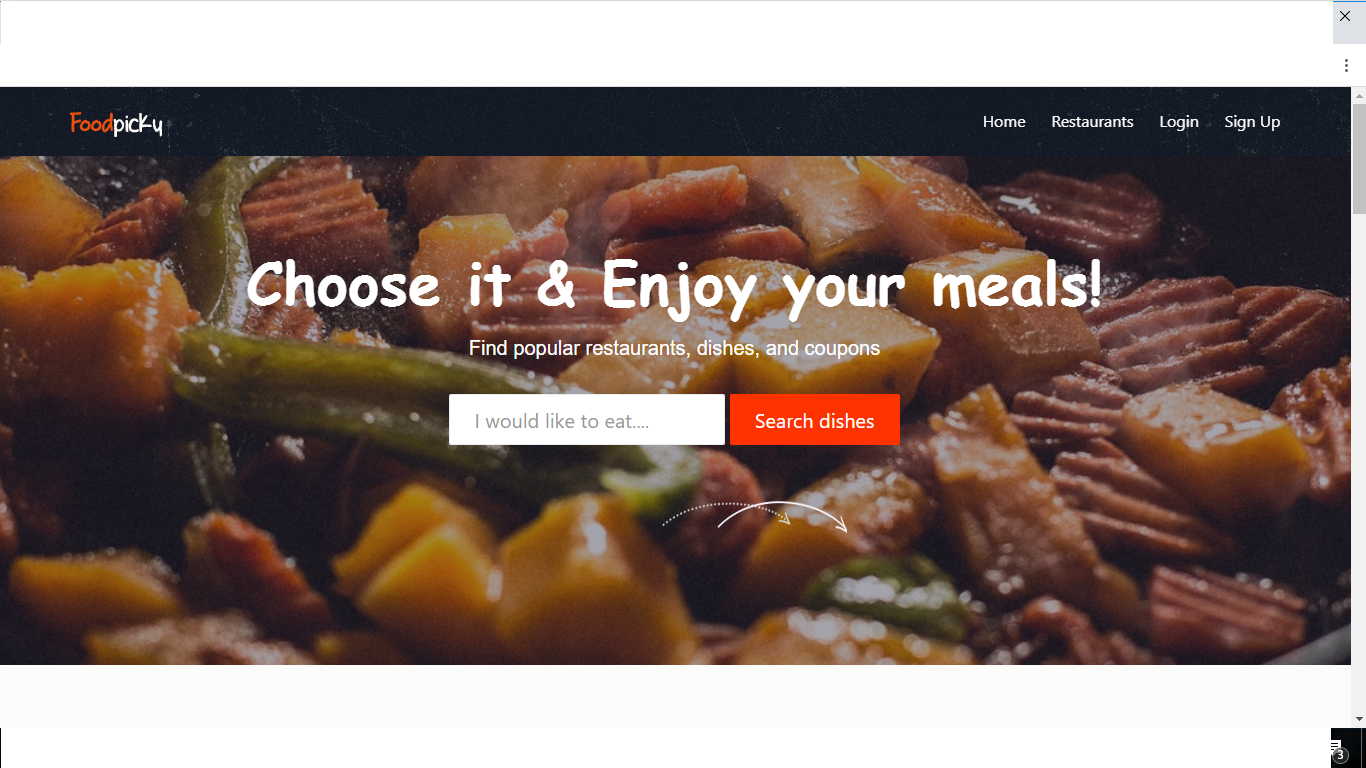 Foodpicky
Home Restaurants Login Sign Up
Choose it & Enjoy your meals!
Find popular restaurants, dishes, and coupons
I would like to eat....
Search dishes
3